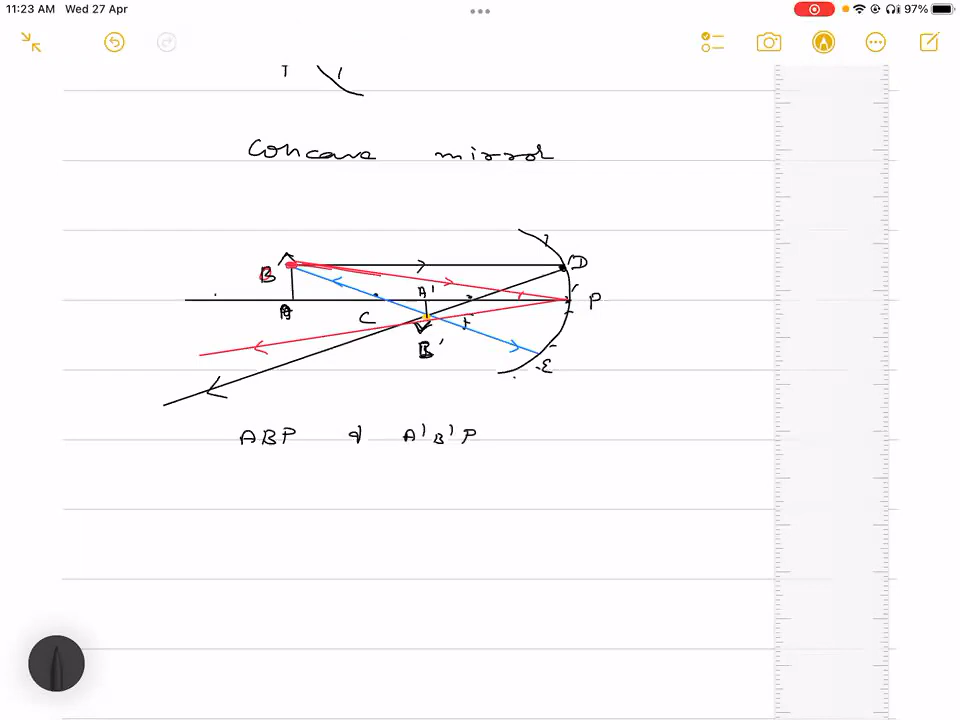 11:23 AM Wed 27 Apr
97%
Concave mirror
B
D
A
A'
P
C
F
B'
E
ABP & A'B'P